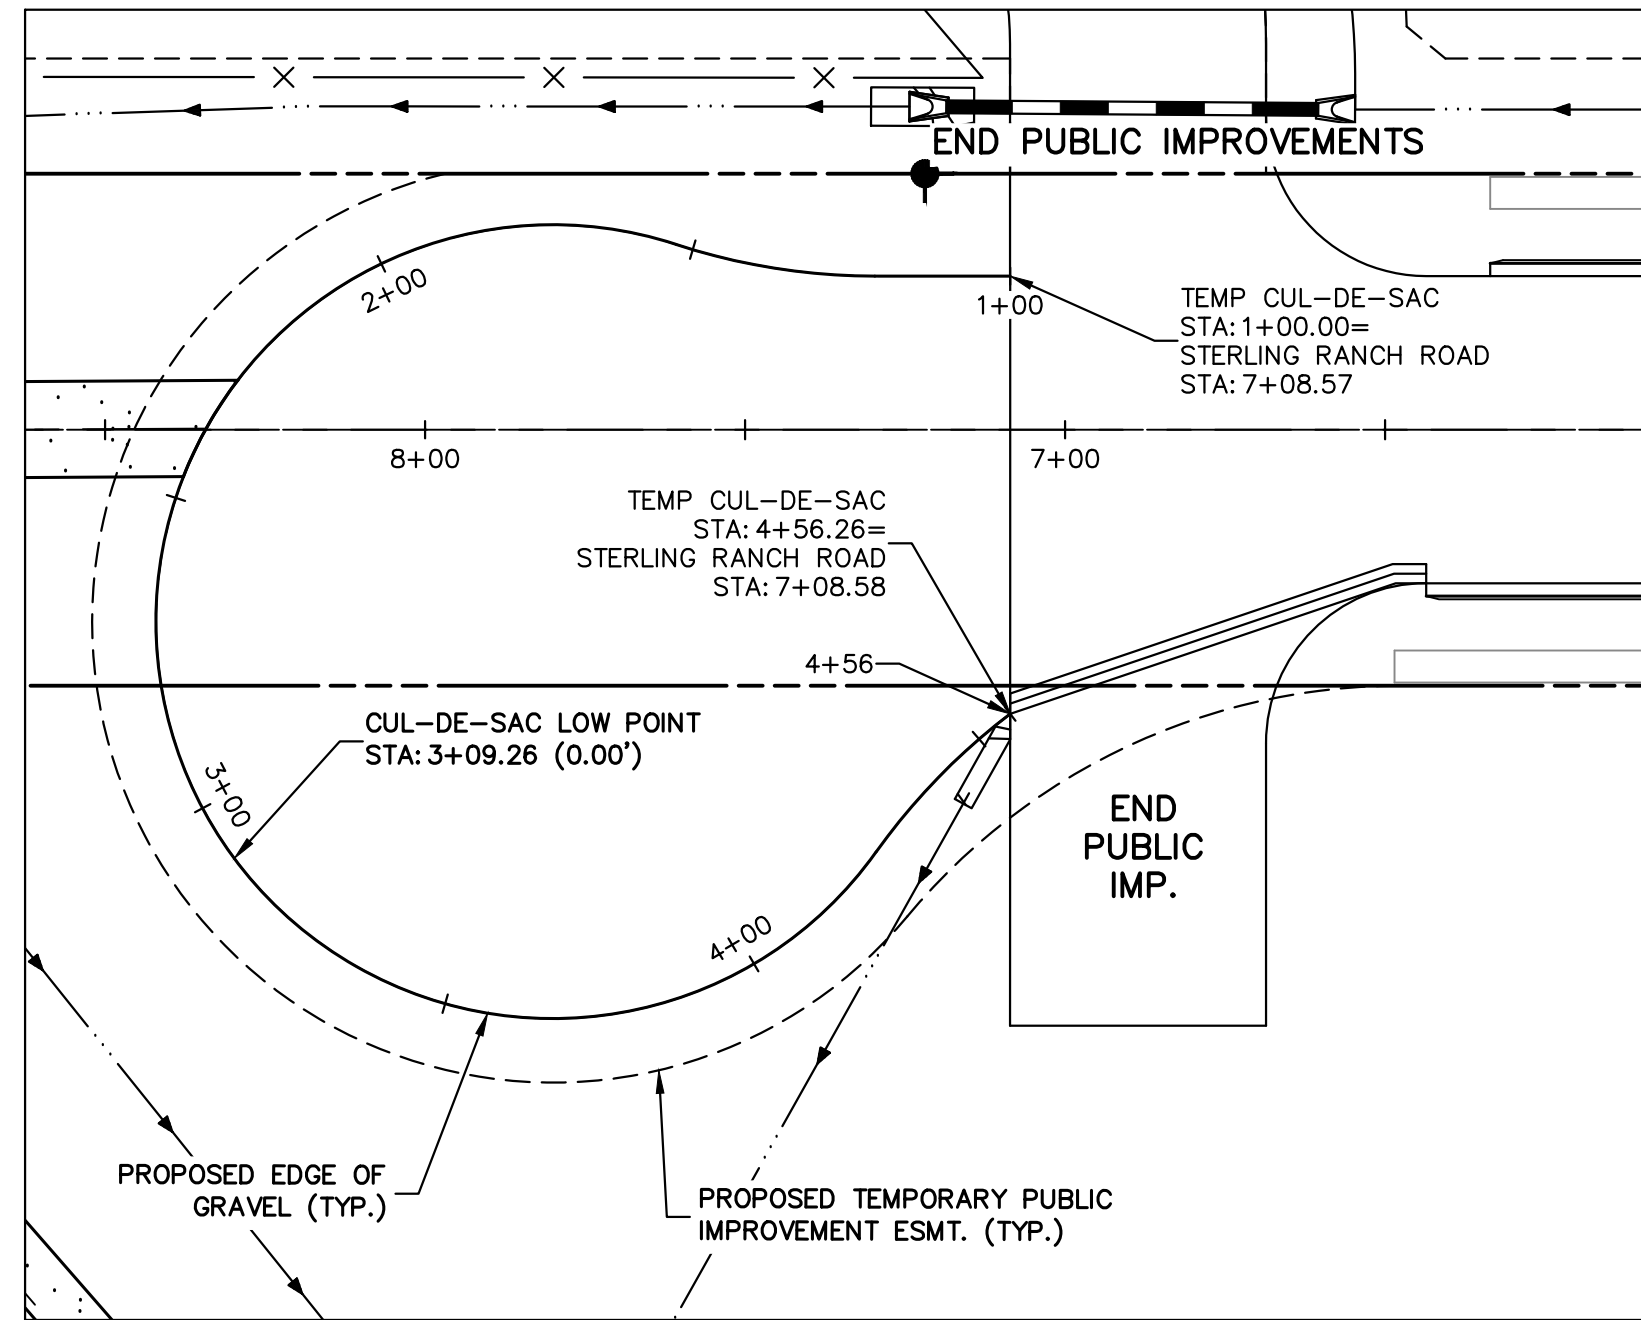 END PUBLIC IMPROVEMENTS
2+00
1+00
TEMP CUL-DE-SAC
STA: 1+00.00=
STERLING RANCH ROAD
STA: 7+08.57
8+00
7+00
TEMP CUL-DE-SAC
STA: 4+56.26=
STERLING RANCH ROAD
STA: 7+08.58
4+56
CUL-DE-SAC LOW POINT
STA: 3+09.26 (0.00')
3+00
END
PUBLIC
IMP.
4+00
PROPOSED EDGE OF
GRAVEL (TYP.)
PROPOSED TEMPORARY PUBLIC
IMPROVEMENT ESMT. (TYP.)